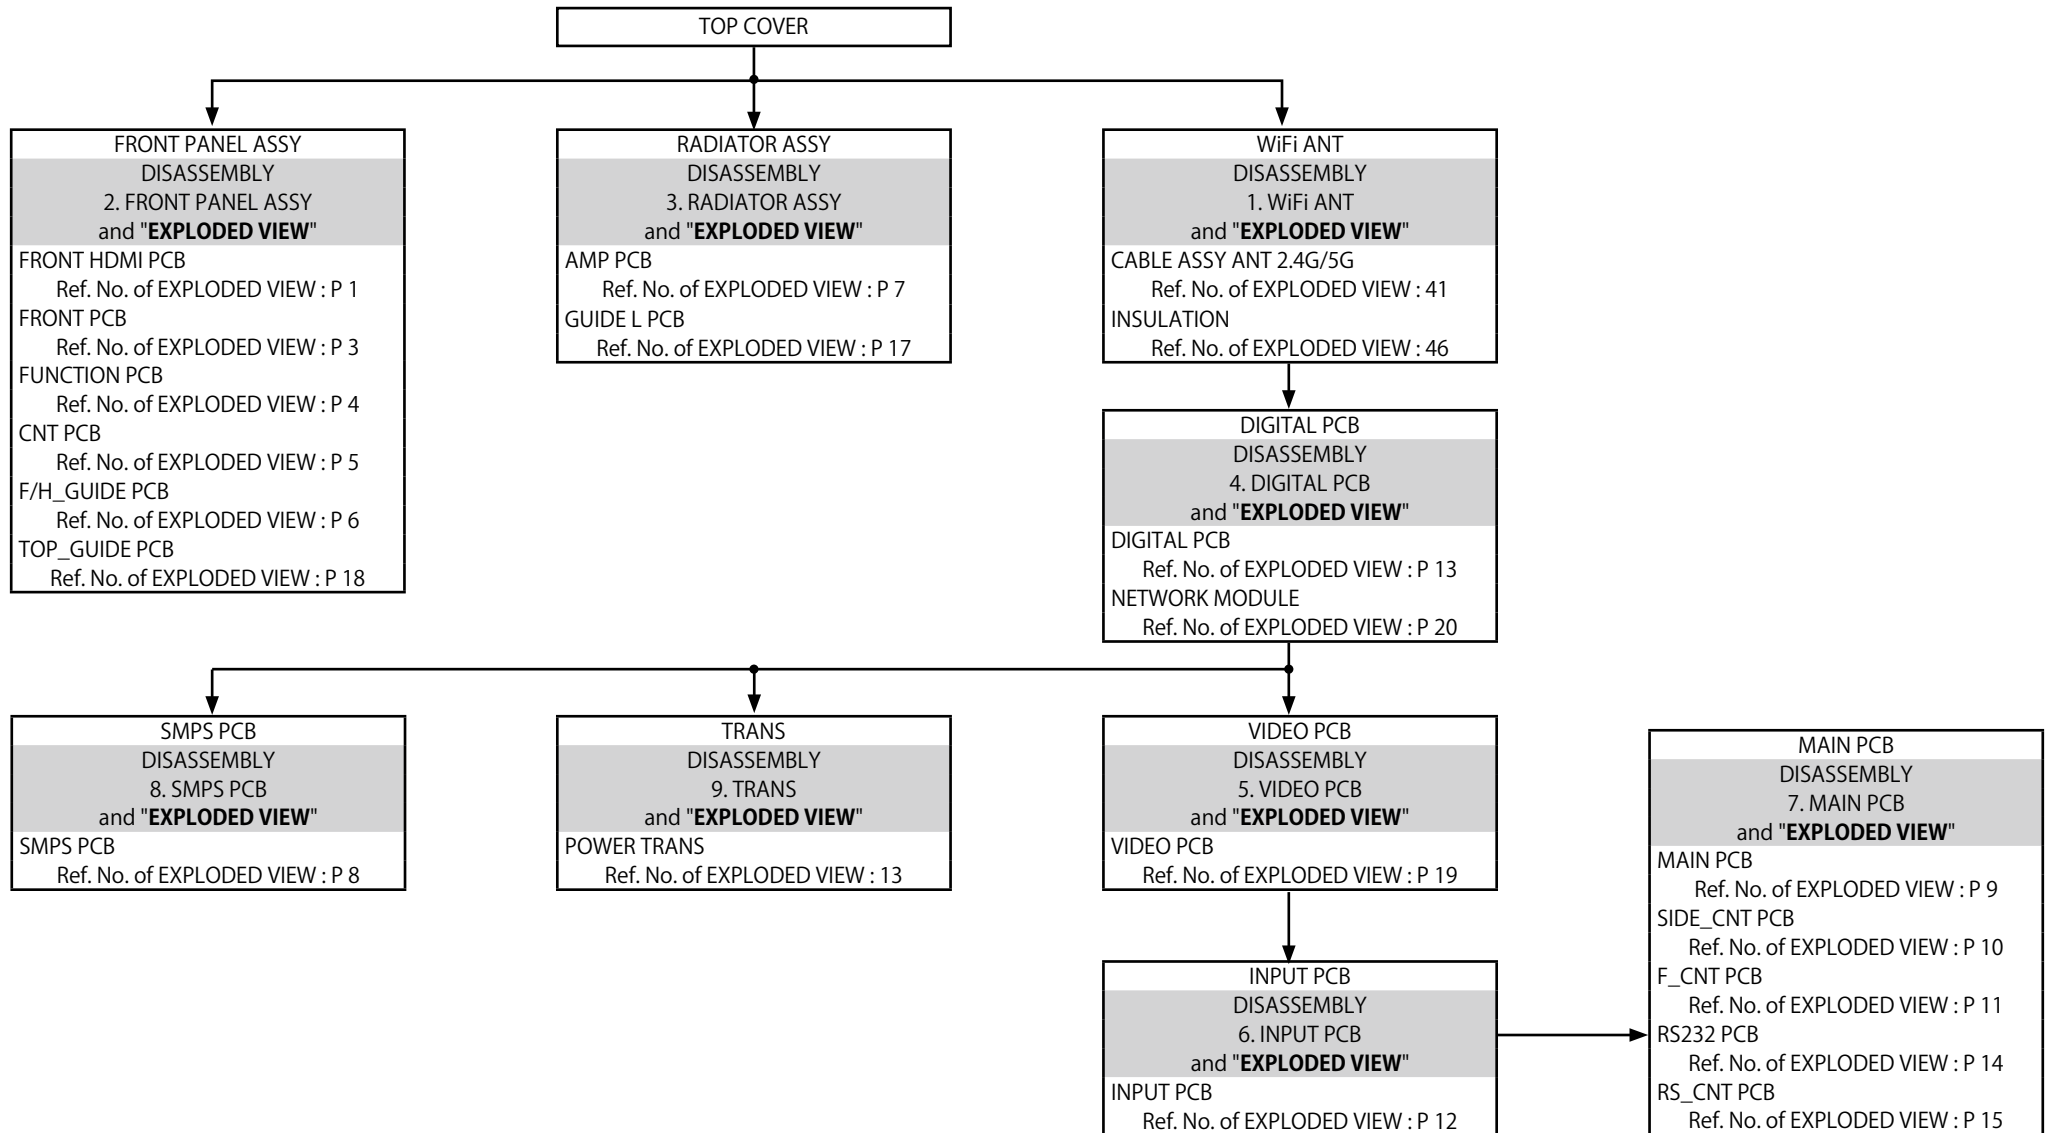 TOP COVER
FRONT PANEL ASSY
DISASSEMBLY
2. FRONT PANEL ASSY
and "EXPLODED VIEW"
FRONT HDMI PCB
Ref. No. of EXPLODED VIEW : P 1
FRONT PCB
Ref. No. of EXPLODED VIEW : P 3
FUNCTION PCB
Ref. No. of EXPLODED VIEW : P 4
CNT PCB
Ref. No. of EXPLODED VIEW : P 5
F/H_GUIDE PCB
Ref. No. of EXPLODED VIEW : P 6
TOP_GUIDE PCB
Ref. No. of EXPLODED VIEW : P 18
RADIATOR ASSY
DISASSEMBLY
3. RADIATOR ASSY
and "EXPLODED VIEW"
AMP PCB
Ref. No. of EXPLODED VIEW : P 7
GUIDE L PCB
Ref. No. of EXPLODED VIEW : P 17
WiFi ANT
DISASSEMBLY
1. WiFi ANT
and "EXPLODED VIEW"
CABLE ASSY ANT 2.4G/5G
Ref. No. of EXPLODED VIEW : 41
INSULATION
Ref. No. of EXPLODED VIEW : 46
DIGITAL PCB
DISASSEMBLY
4. DIGITAL PCB
and "EXPLODED VIEW"
DIGITAL PCB
Ref. No. of EXPLODED VIEW : P 13
NETWORK MODULE
Ref. No. of EXPLODED VIEW : P 20
SMPS PCB
DISASSEMBLY
8. SMPS PCB
and "EXPLODED VIEW"
SMPS PCB
Ref. No. of EXPLODED VIEW : P 8
TRANS
DISASSEMBLY
9. TRANS
and "EXPLODED VIEW"
POWER TRANS
Ref. No. of EXPLODED VIEW : 13
VIDEO PCB
DISASSEMBLY
5. VIDEO PCB
and "EXPLODED VIEW"
VIDEO PCB
Ref. No. of EXPLODED VIEW : P 19
INPUT PCB
DISASSEMBLY
6. INPUT PCB
and "EXPLODED VIEW"
INPUT PCB
Ref. No. of EXPLODED VIEW : P 12
MAIN PCB
DISASSEMBLY
7. MAIN PCB
and "EXPLODED VIEW"
MAIN PCB
Ref. No. of EXPLODED VIEW : P 9
SIDE_CNT PCB
Ref. No. of EXPLODED VIEW : P 10
F_CNT PCB
Ref. No. of EXPLODED VIEW : P 11
RS232 PCB
Ref. No. of EXPLODED VIEW : P 14
RS_CNT PCB
Ref. No. of EXPLODED VIEW : P 15